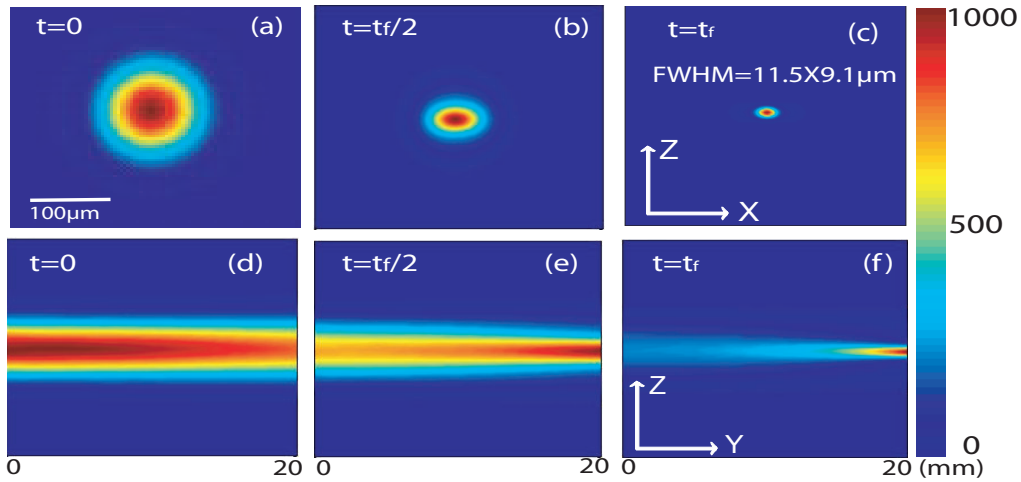 t=0 (a)
100μm
t=tf/2 (b)
t=tf (c)
FWHM=11.5X9.1μm
Z
X
1000
500
0
t=0 (d)
0 20
t=tf/2 (e)
0 20
t=tf (f)
Z
Y
0 20 (mm)